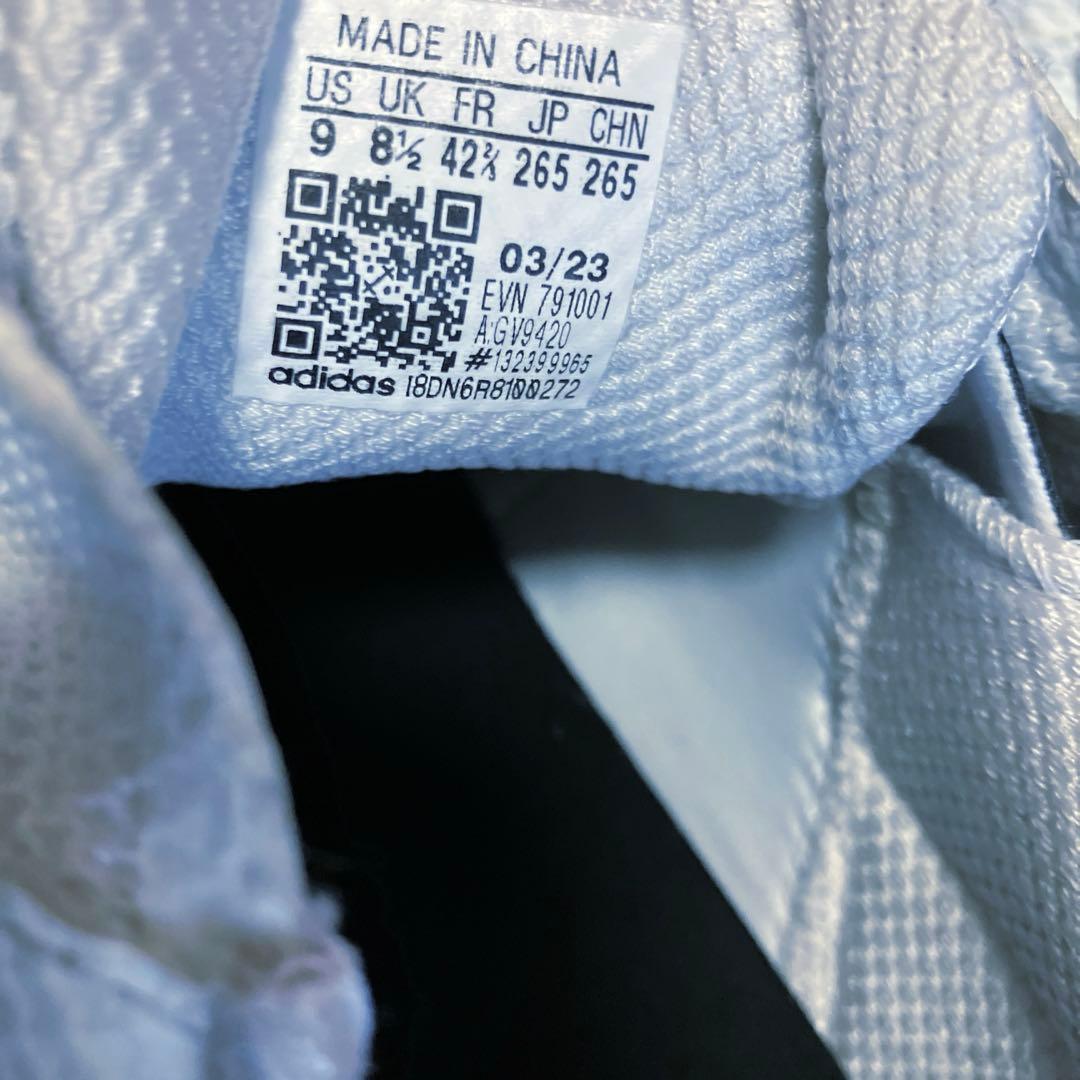 MADE IN CHINA
US UK FR JP CHN
9 8½ 42⅔ 265 265
03/23
EVN 791001
A:GV9420
#132399965
adidas I8DN6R8100272